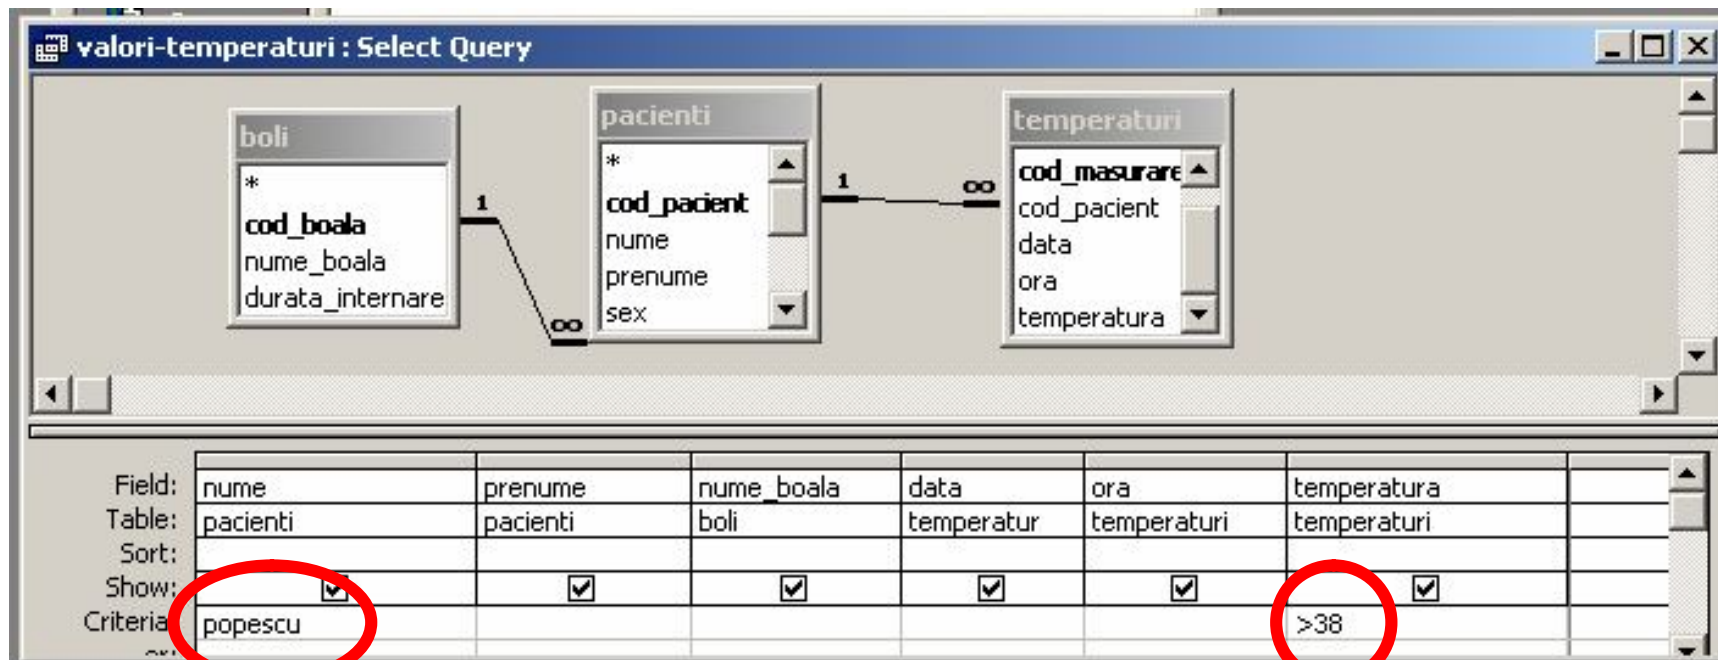 valori-temperaturi : Select Query
boli
*
cod_boala
nume_boala
durata_internare
1
∞
pacienti
*
cod_pacient
nume
prenume
sex
1
∞
temperaturi
cod_masurare
cod_pacient
data
ora
temperatura
Field: nume prenume nume_boala data ora temperatura
Table: pacienti pacienti boli temperatur temperaturi temperaturi
Sort:
Show:
Criteria popescu >38
or: